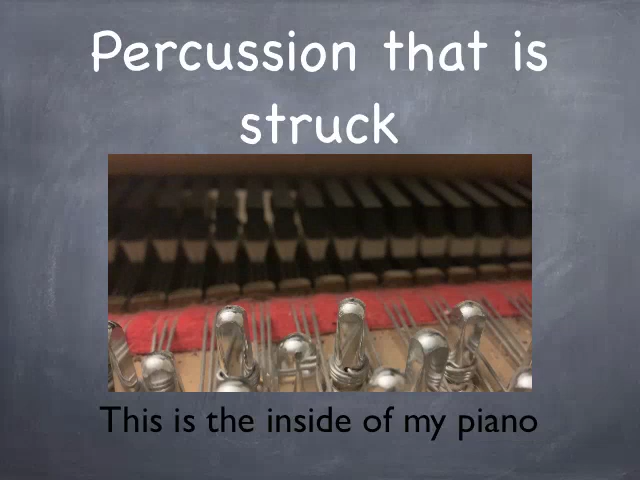 Percussion that is
struck
This is the inside of my piano